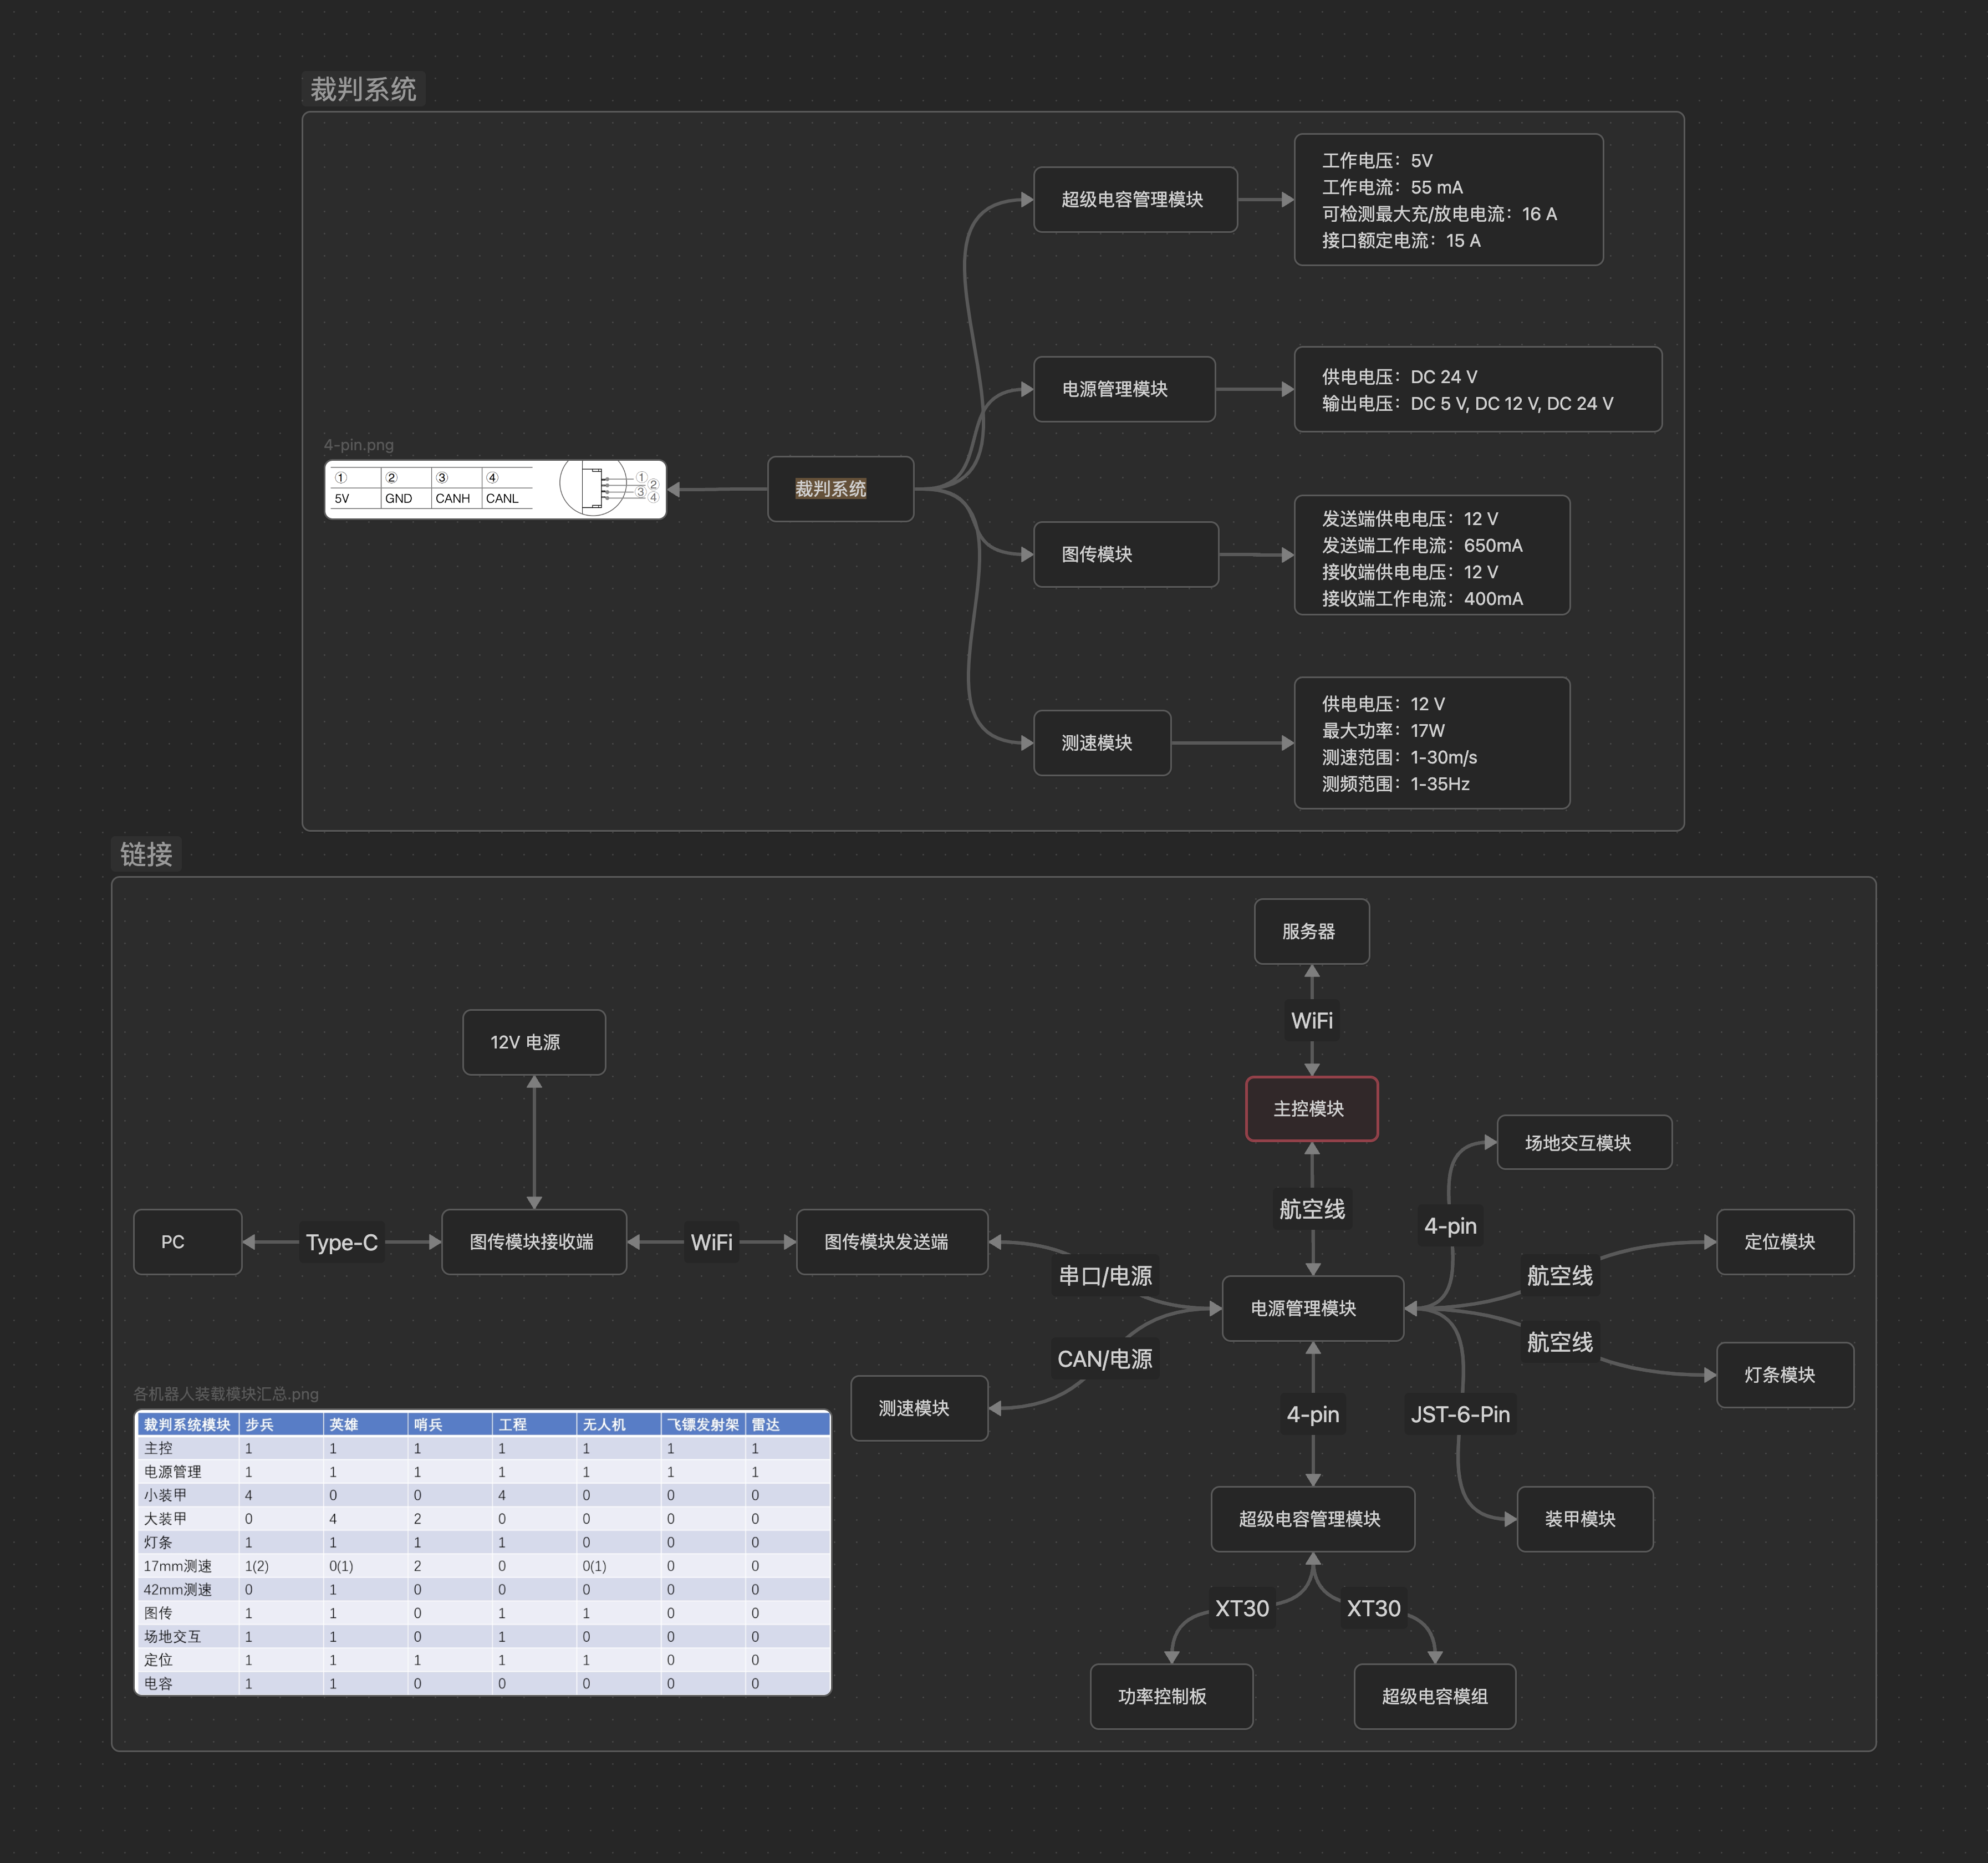 裁判系统
超级电容管理模块
工作电压：5V
工作电流：55 mA
可检测最大充/放电电流：16 A
接口额定电流：15 A
电源管理模块
供电电压：DC 24 V
输出电压：DC 5 V, DC 12 V, DC 24 V
4-pin.png
① ② ③ ④
5V GND CANH CANL
①
②
③
④
裁判系统
图传模块
发送端供电电压：12 V
发送端工作电流：650mA
接收端供电电压：12 V
接收端工作电流：400mA
测速模块
供电电压：12 V
最大功率：17W
测速范围：1-30m/s
测频范围：1-35Hz
链接
服务器
WiFi
12V 电源
主控模块
场地交互模块
航空线
4-pin
PC
Type-C
图传模块接收端
WiFi
图传模块发送端
串口/电源
电源管理模块
航空线
定位模块
航空线
灯条模块
CAN/电源
测速模块
4-pin
JST-6-Pin
超级电容管理模块
装甲模块
XT30
XT30
功率控制板
超级电容模组
各机器人装载模块汇总.png
裁判系统模块 步兵 英雄 哨兵 工程 无人机 飞镖发射架 雷达
主控 1 1 1 1 1 1 1
电源管理 1 1 1 1 1 1 1
小装甲 4 0 0 4 0 0 0
大装甲 0 4 2 0 0 0 0
灯条 1 1 1 1 0 0 0
17mm测速 1(2) 0(1) 2 0 0(1) 0 0
42mm测速 0 1 0 0 0 0 0
图传 1 1 0 1 1 0 0
场地交互 1 1 0 1 0 0 0
定位 1 1 1 1 1 0 0
电容 1 1 0 0 0 0 0